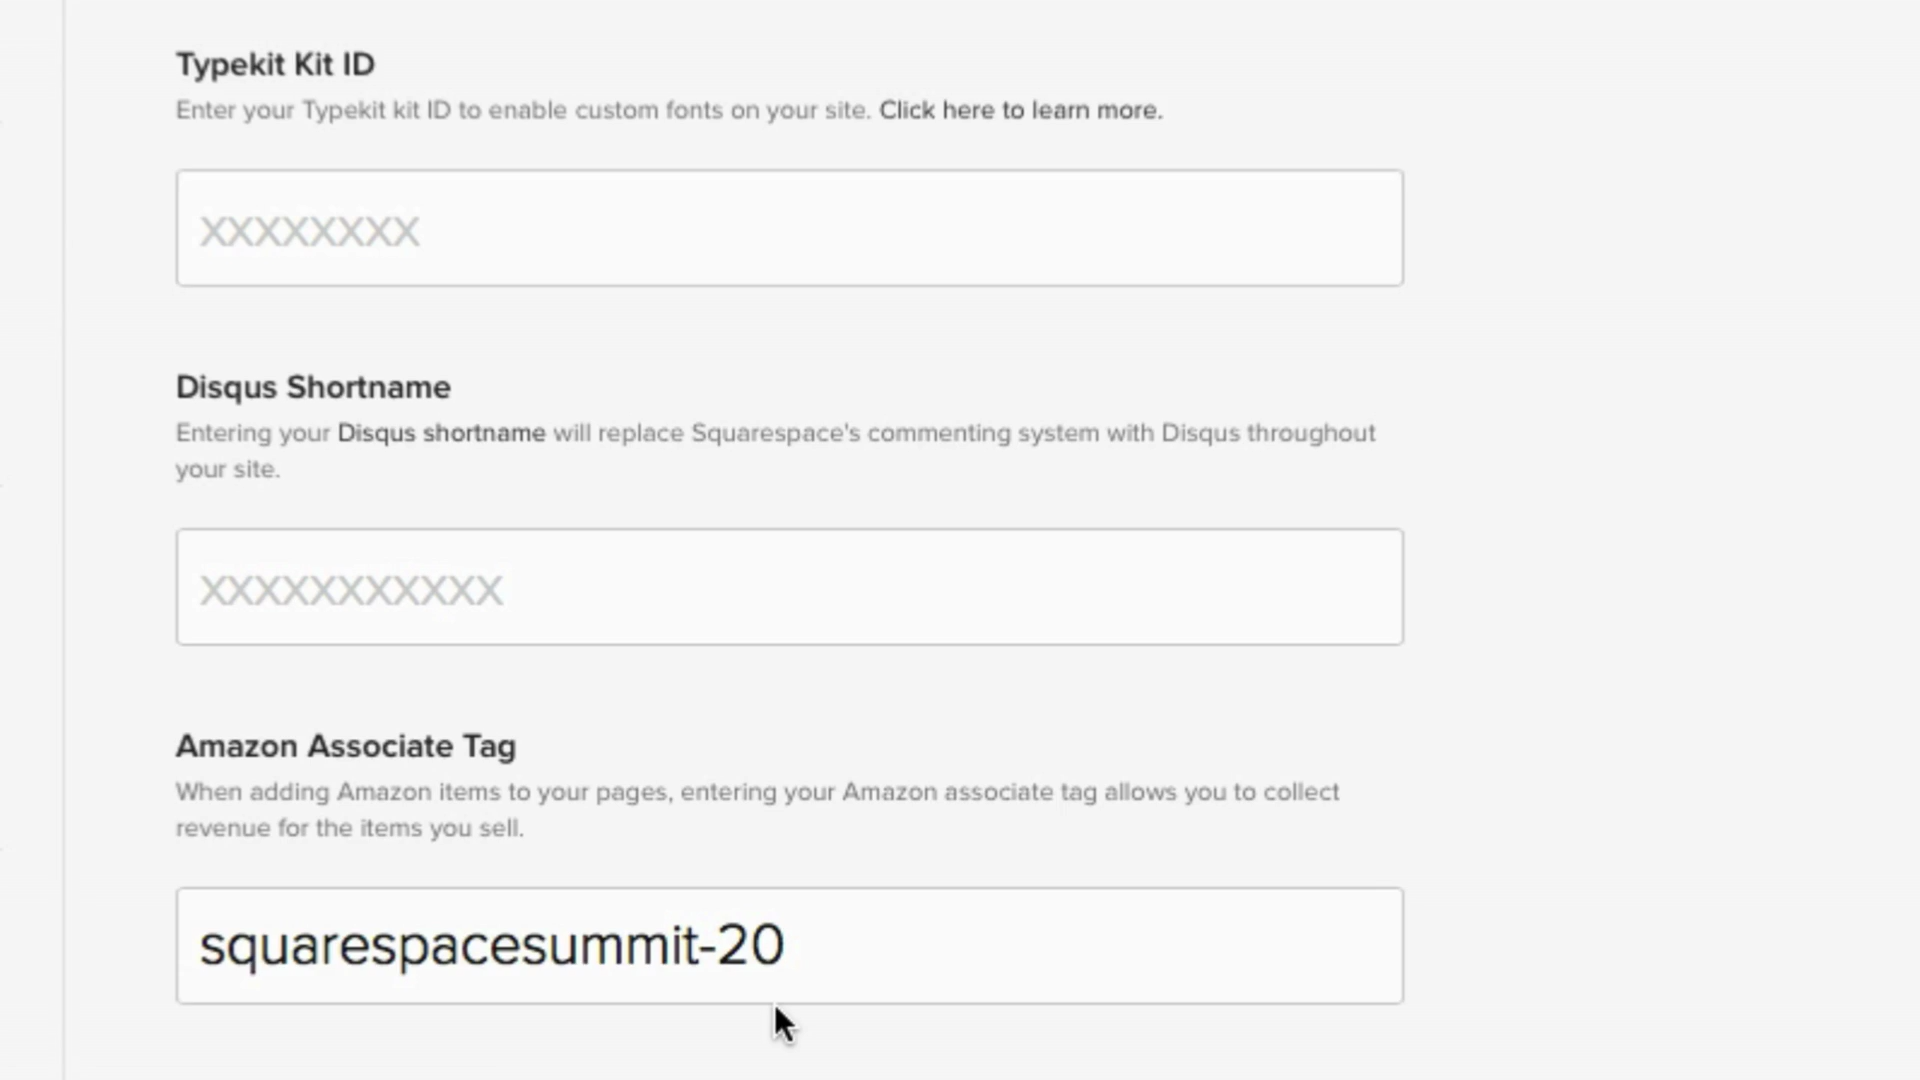 Typekit Kit ID
Enter your Typekit kit ID to enable custom fonts on your site. Click here to learn more.
XXXXXXXX
Disqus Shortname
Entering your Disqus shortname will replace Squarespace's commenting system with Disqus throughout
your site.
XXXXXXXXXXX
Amazon Associate Tag
When adding Amazon items to your pages, entering your Amazon associate tag allows you to collect
revenue for the items you sell.
squarespacesummit-20